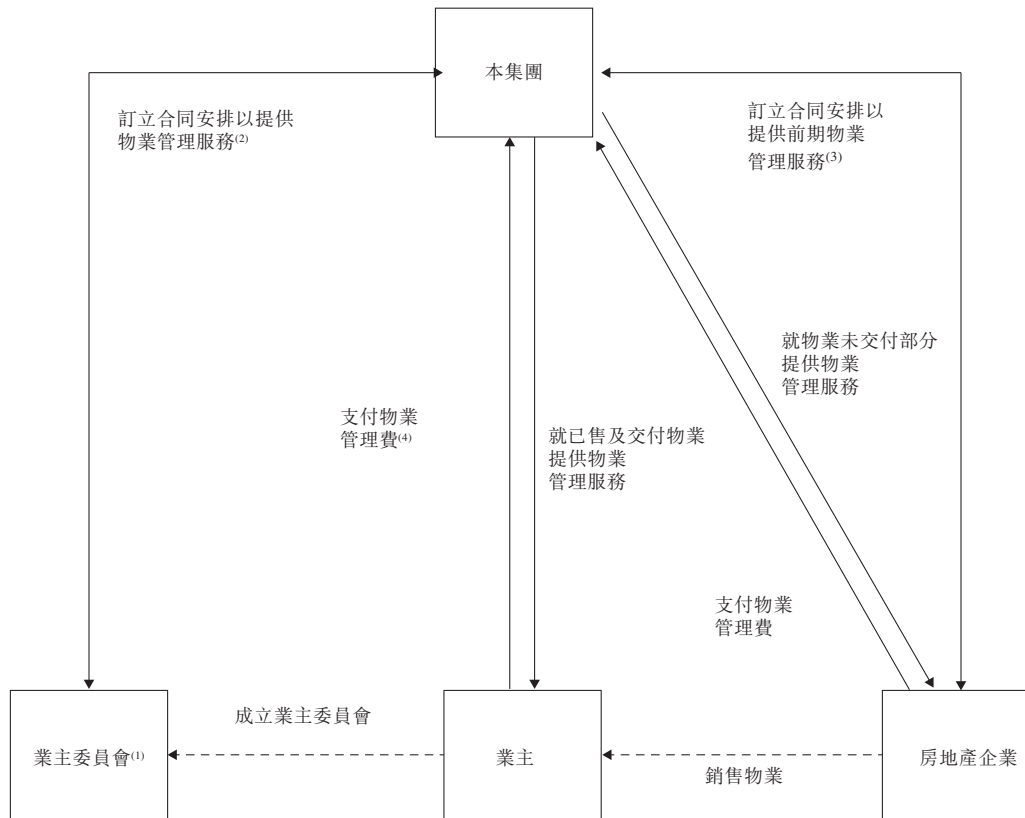 本集團
訂立合同安排以提供
物業管理服務(2)
訂立合同安排以
提供前期物業
管理服務(3)
就物業未交付部分
提供物業
管理服務
支付物業
管理費(4)
就已售及交付物業
提供物業
管理服務
支付物業
管理費
成立業主委員會
業主委員會(1)
業主
銷售物業
房地產企業